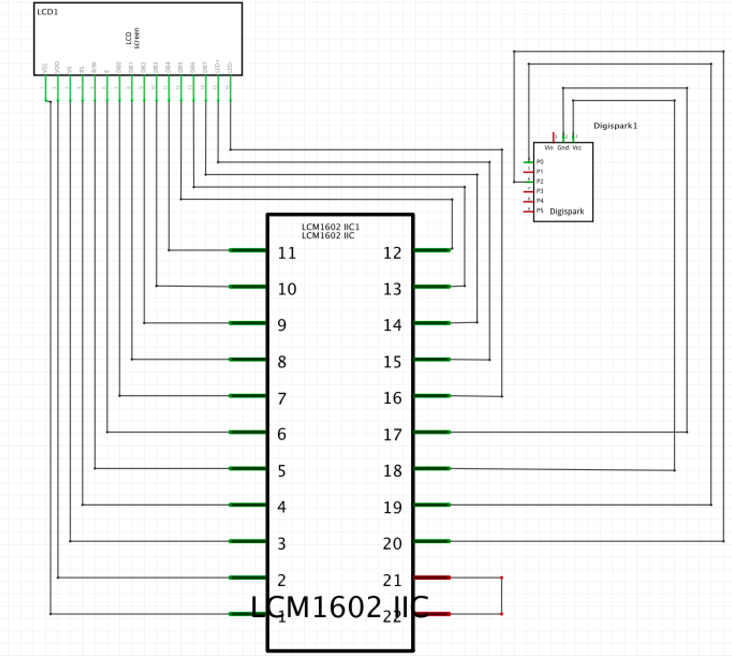 LCD1
LCD
screen
VSS
VDD
V0
RS
R/W
E
DB0
DB1
DB2
DB3
DB4
DB5
DB6
DB7
LED+
LED-
Digispark1
Vin Gnd Vcc
P0
P1
P2
P3
P4
P5
Digispark
LCM1602 IIC1
LCM1602 IIC
11 12
10 13
9 14
8 15
7 16
6 17
5 18
4 19
3 20
2 21
1 22
LCM1602 IIC